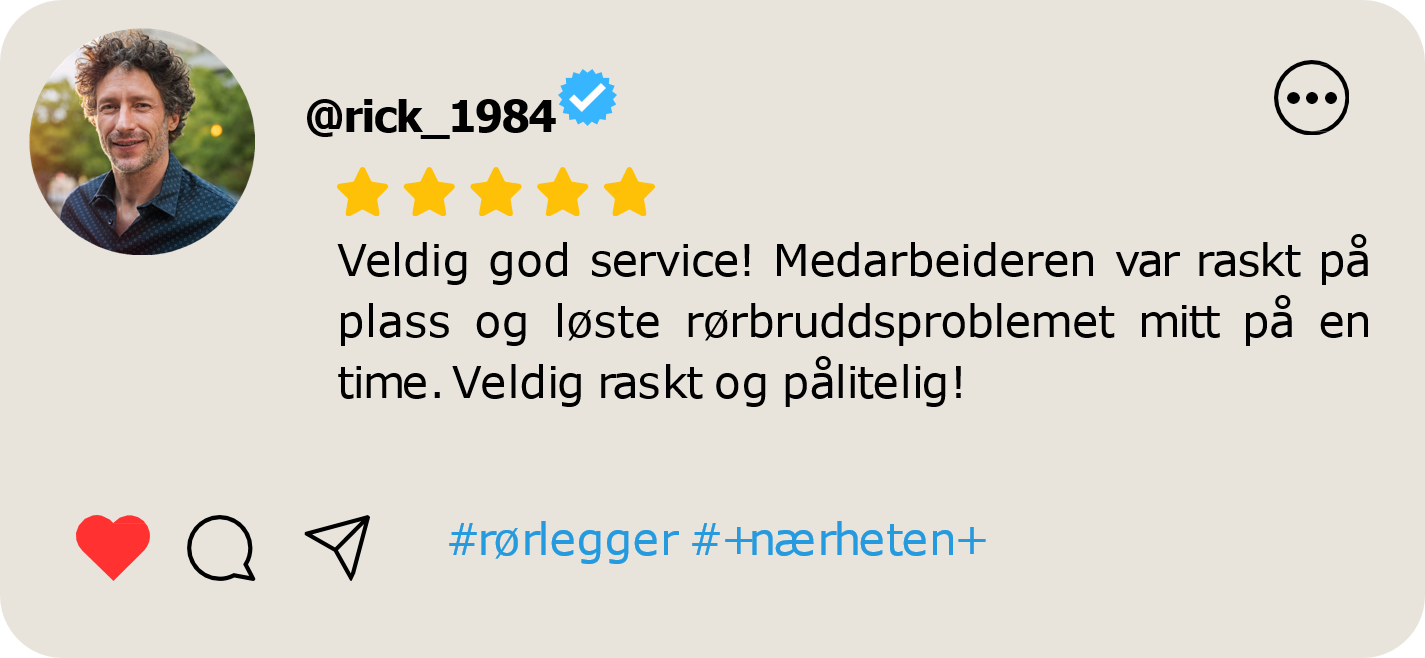 @rick_1984
Veldig god service! Medarbeideren var raskt på
plass og løste rørbruddsproblemet mitt på en
time. Veldig raskt og pålitelig!
#rørlegger #+nærheten+